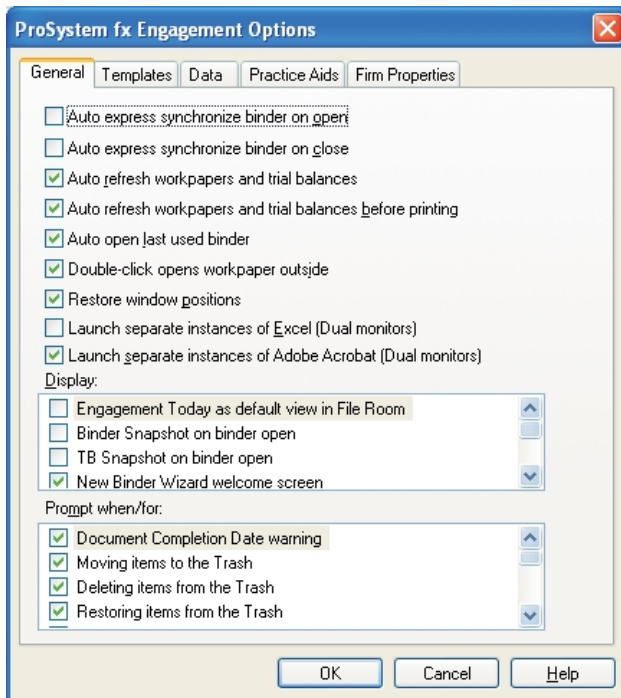 ProSystem fx Engagement Options
General Templates Data Practice Aids Firm Properties
Auto express synchronize binder on open
Auto express synchronize binder on close
Auto refresh workpapers and trial balances
Auto refresh workpapers and trial balances before printing
Auto open last used binder
Double-click opens workpaper outside
Restore window positions
Launch separate instances of Excel (Dual monitors)
Launch separate instances of Adobe Acrobat (Dual monitors)
Display:
Engagement Today as default view in File Room
Binder Snapshot on binder open
TB Snapshot on binder open
New Binder Wizard welcome screen
Prompt when/for:
Document Completion Date warning
Moving items to the Trash
Deleting items from the Trash
Restoring items from the Trash
OK Cancel Help